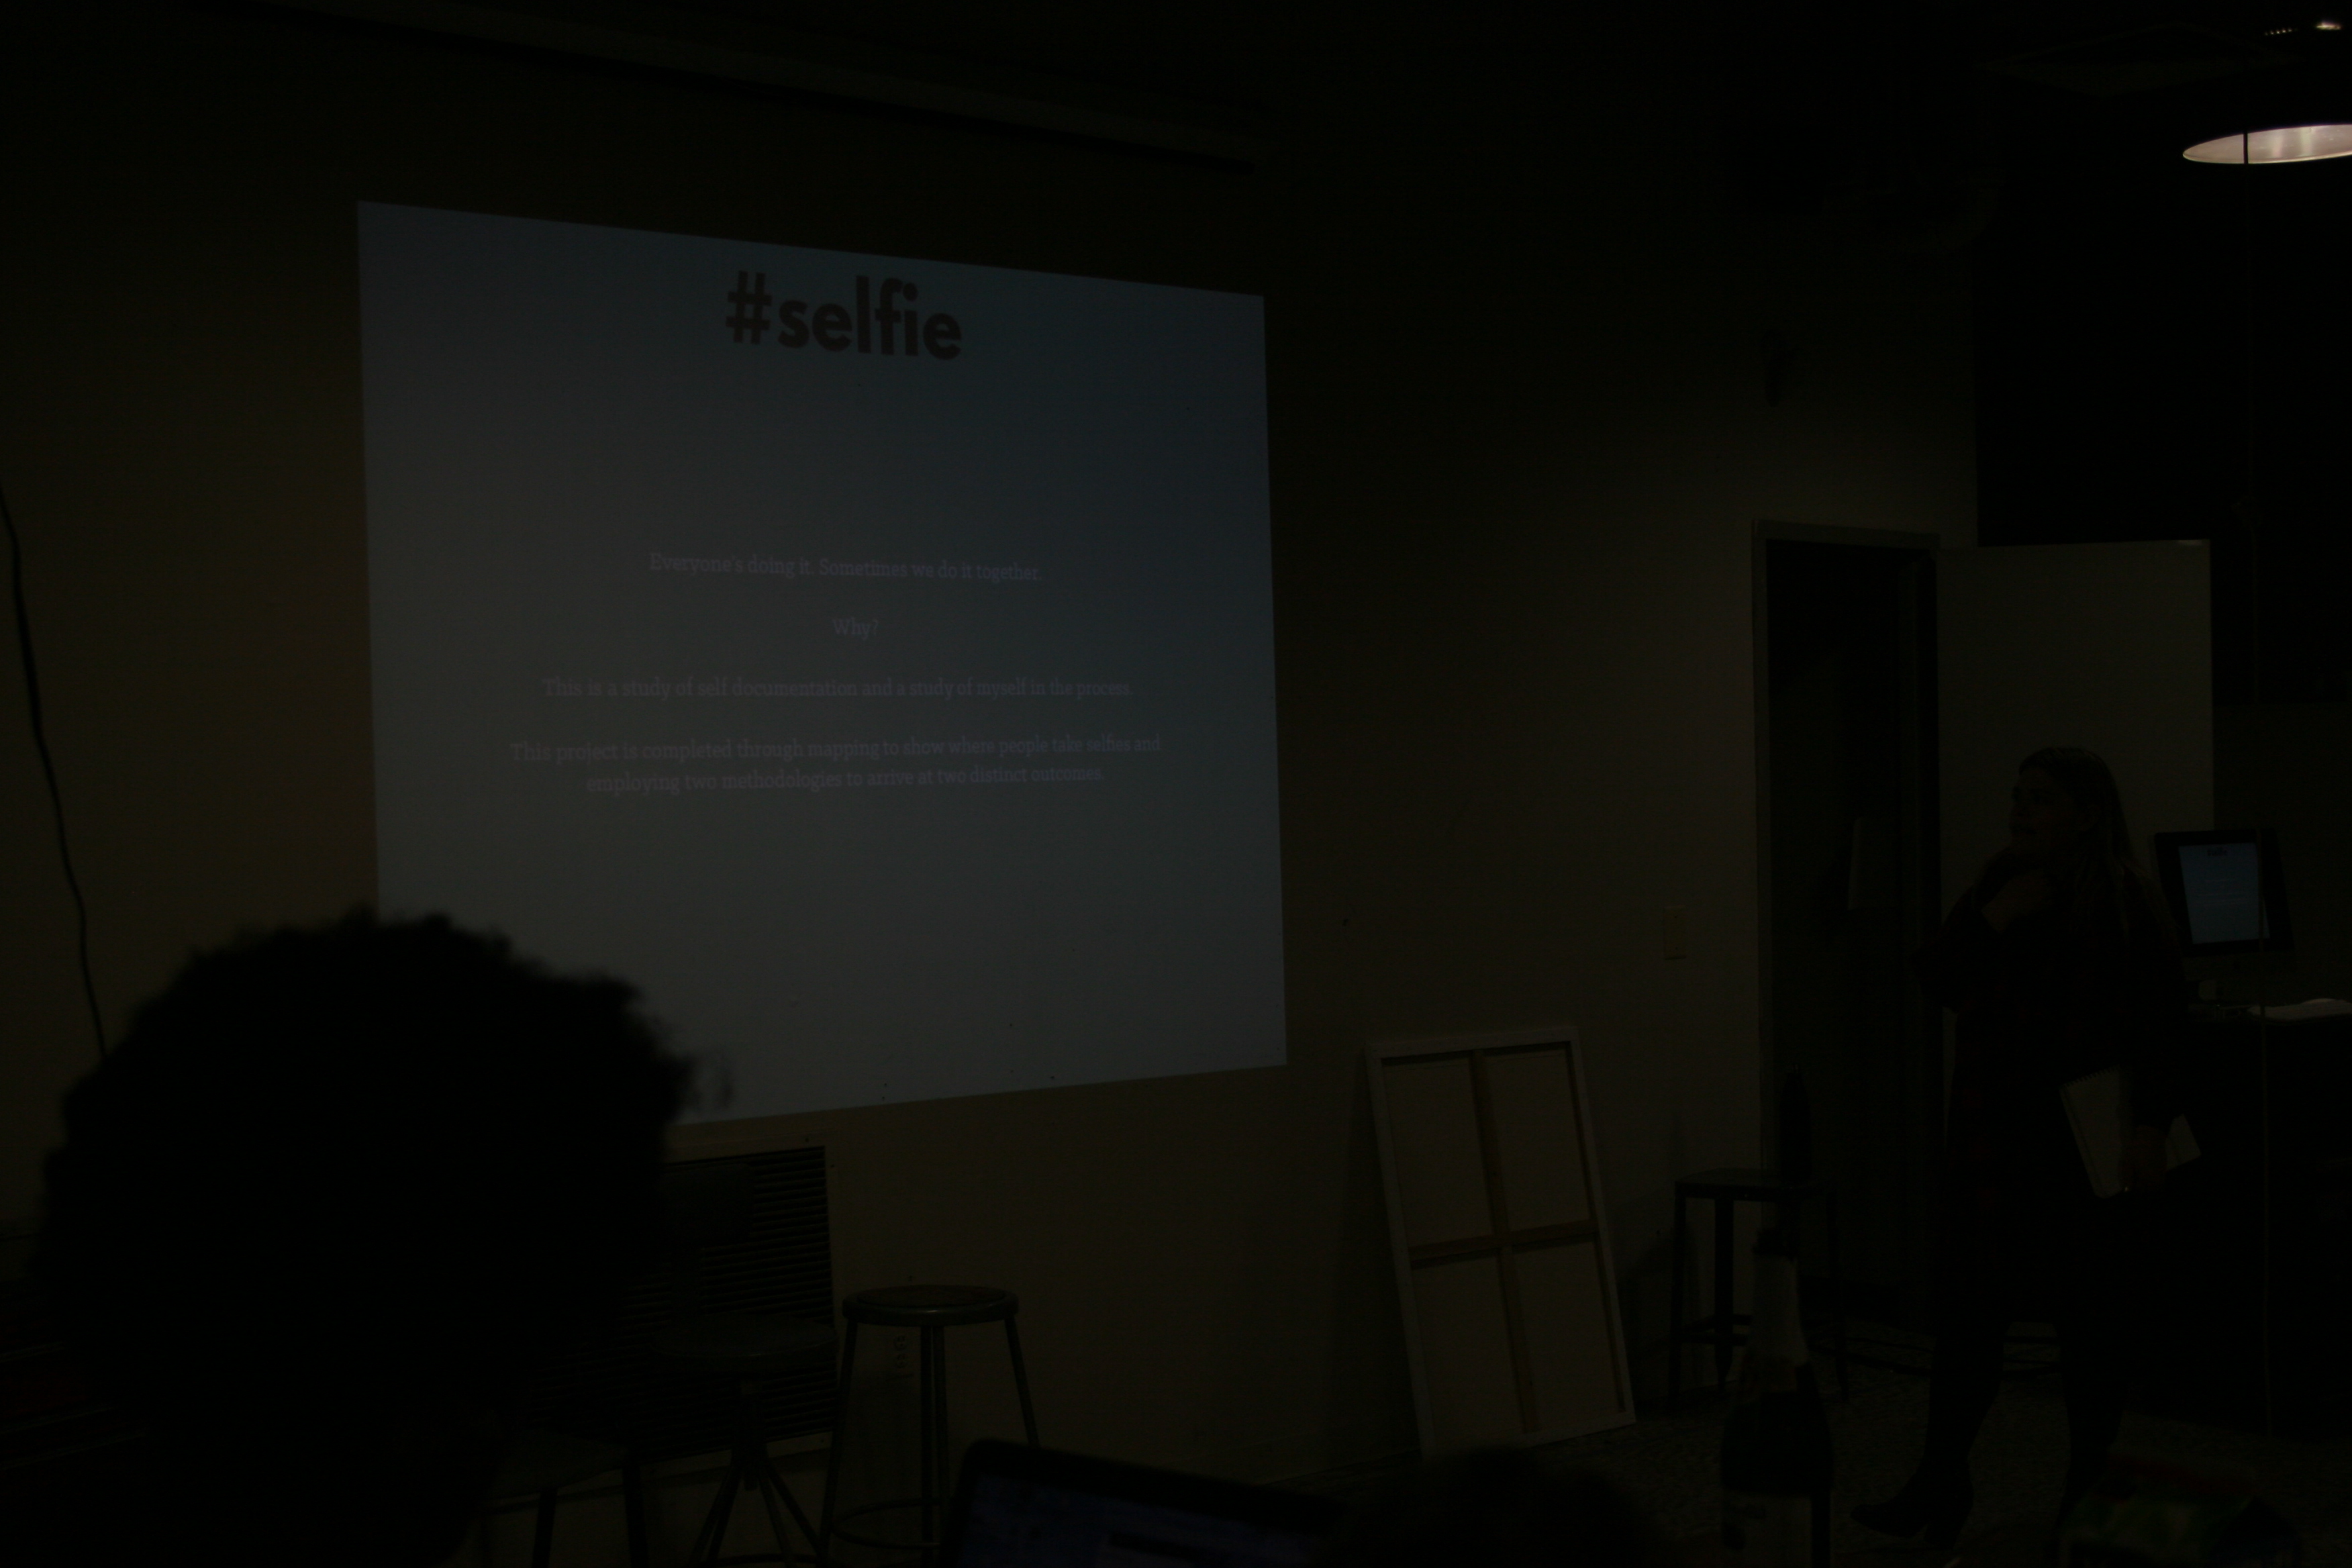 #selfie
Everyone's doing it. Sometimes we do it together.
Why?
This is a study of self documentation and a study of myself in the process.
This project is completed through mapping to show where people take selfies and
employing two methodologies to arrive at two distinct outcomes.